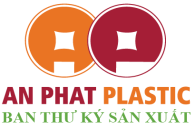 AN PHAT PLASTIC
BAN THƯ KÝ SẢN XUẤT